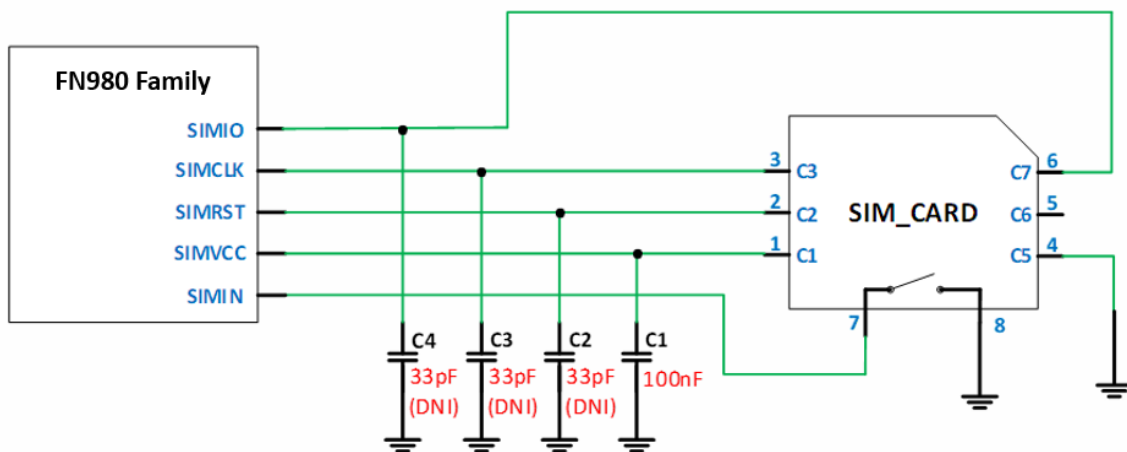 FN980 Family
SIMIO
SIMCLK
SIMRST
SIMVCC
SIMIN
3
2
1
C3
C2
C1
SIM_CARD
C7
C6
C5
6
5
4
7
8
C4
33pF
(DNI)
C3
33pF
(DNI)
C2
33pF
(DNI)
C1
100nF